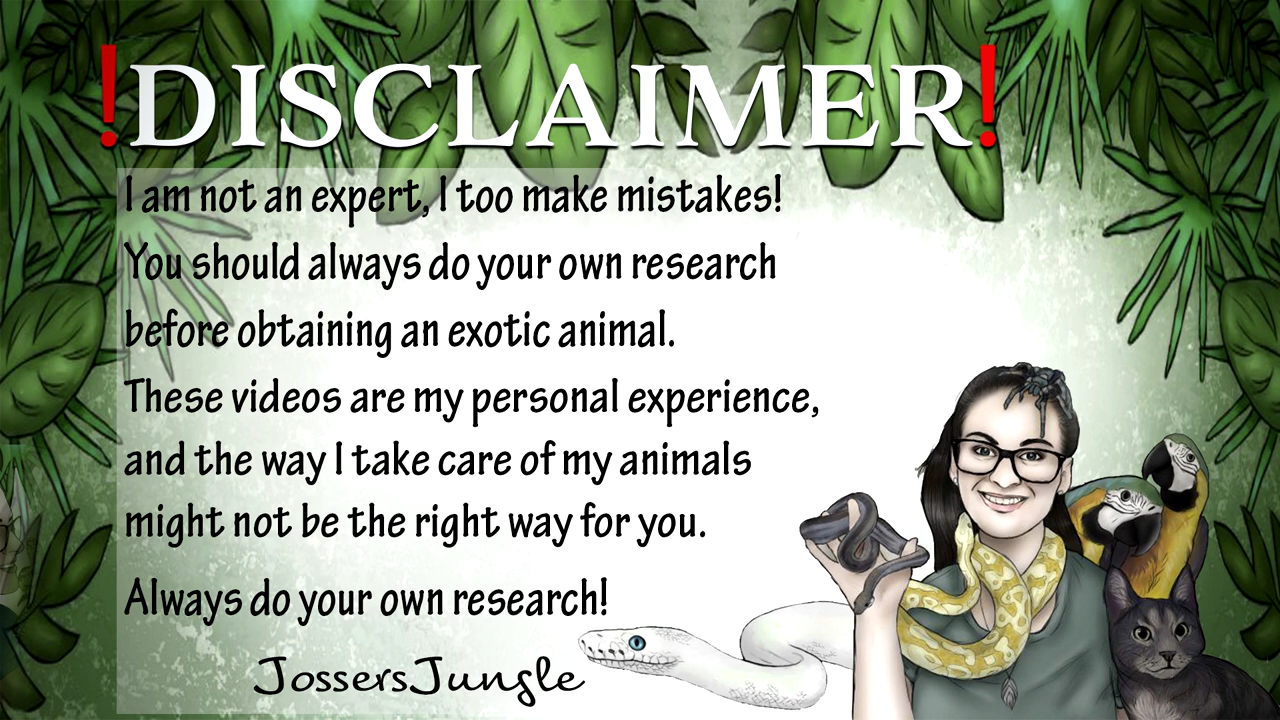 !DISCLAIMER!
I am not an expert, I too make mistakes!
You should always do your own research
before obtaining an exotic animal.
These videos are my personal experience,
and the way I take care of my animals
might not be the right way for you.
Always do your own research!
JossersJungle